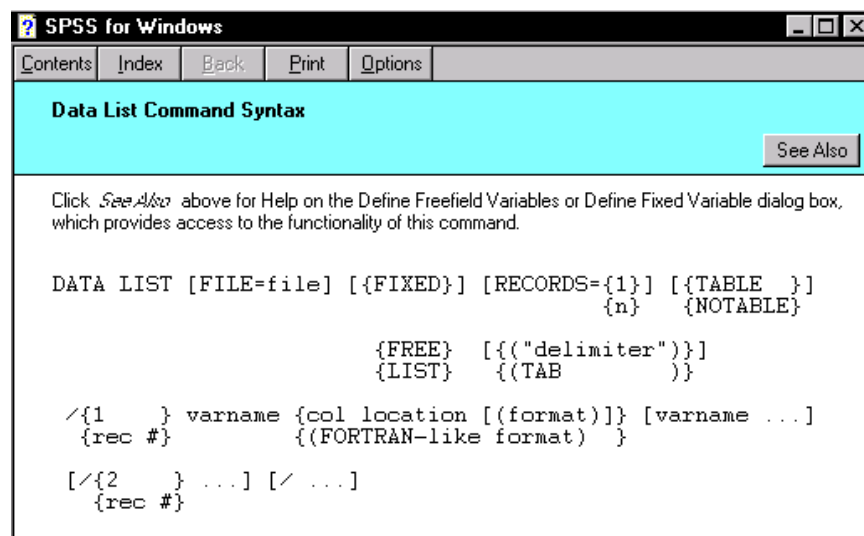 SPSS for Windows
Contents Index Back Print Options
Data List Command Syntax
See Also
Click See Also above for Help on the Define Freefield Variables or Define Fixed Variable dialog box,
which provides access to the functionality of this command.
DATA LIST [FILE=file] [{FIXED}] [RECORDS={1}] [{TABLE  }]
{n} {NOTABLE}
{FREE} [{("delimiter")}]
{LIST} {(TAB )}
/{1 } varname {col location [(format)]} [varname ...]
{rec #} {(FORTRAN-like format) }
[/{2 } ...] [/ ...]
{rec #}